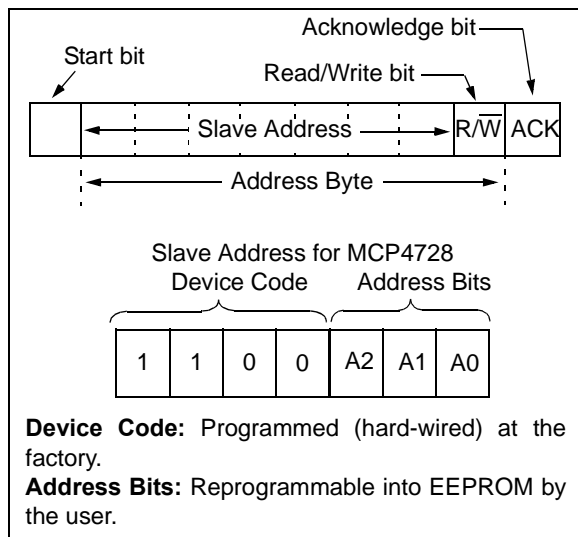 Acknowledge bit
Start bit
Read/Write bit
Slave Address
R/W̅
ACK
Address Byte
Slave Address for MCP4728
Device Code
Address Bits
1 1 0 0 A2 A1 A0
Device Code: Programmed (hard-wired) at the
factory.
Address Bits: Reprogrammable into EEPROM by
the user.